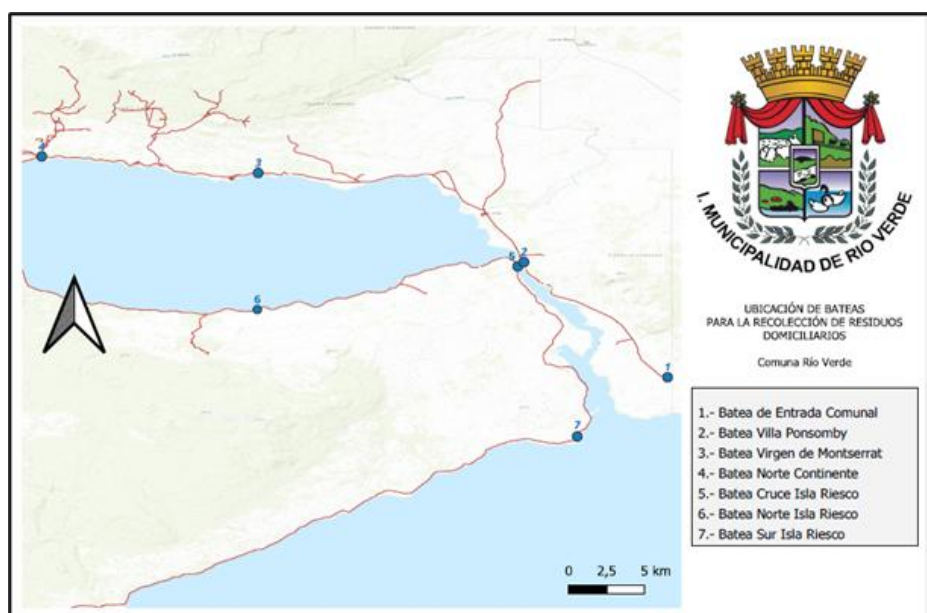 4
3
5
2
6
1
7
0 2,5 5 km
I. MUNICIPALIDAD DE RIO VERDE
UBICACIÓN DE BATEAS
PARA LA RECOLECCIÓN DE RESIDUOS
DOMICILIARIOS
Comuna Río Verde
1.- Batea de Entrada Comunal
2.- Batea Villa Ponsomby
3.- Batea Virgen de Montserrat
4.- Batea Norte Continente
5.- Batea Cruce Isla Riesco
6.- Batea Norte Isla Riesco
7.- Batea Sur Isla Riesco